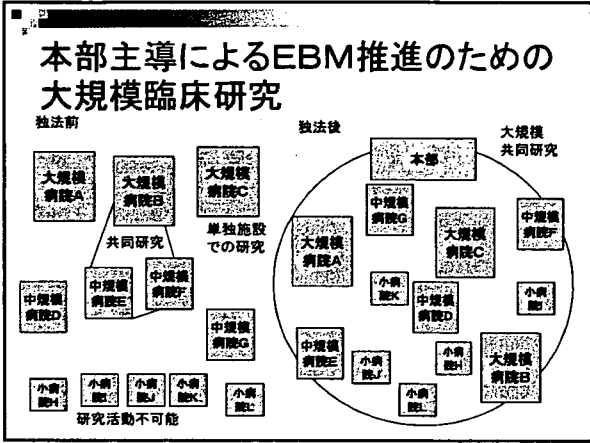 本部主導によるEBM推進のための
大規模臨床研究
独法前
大規模
病院A
大規模
病院B
大規模
病院C
共同研究
単独施設
での研究
中規模
病院D
中規模
病院E
中規模
病院F
中規模
病院G
小病
院H
小病
院I
小病
院J
小病
院K
小病
院L
研究活動不可能
独法後
大規模
共同研究
本部
中規模
病院G
中規模
病院F
大規模
病院A
大規模
病院C
小病
院K
中規模
病院D
小病
院I
中規模
病院E
小病
院J
小病
院H
大規模
病院B
小病
院L